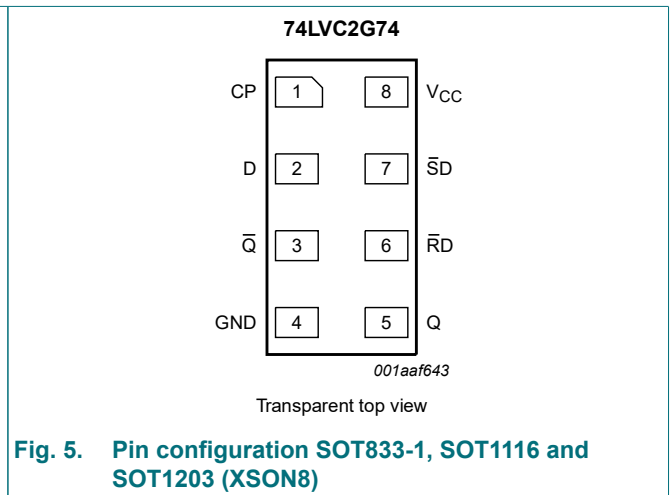 74LVC2G74
CP 1 8 VCC
D 2 7 S̅D
Q̅ 3 6 R̅D
GND 4 5 Q
001aaf643
Transparent top view
Fig. 5. Pin configuration SOT833-1, SOT1116 and
SOT1203 (XSON8)